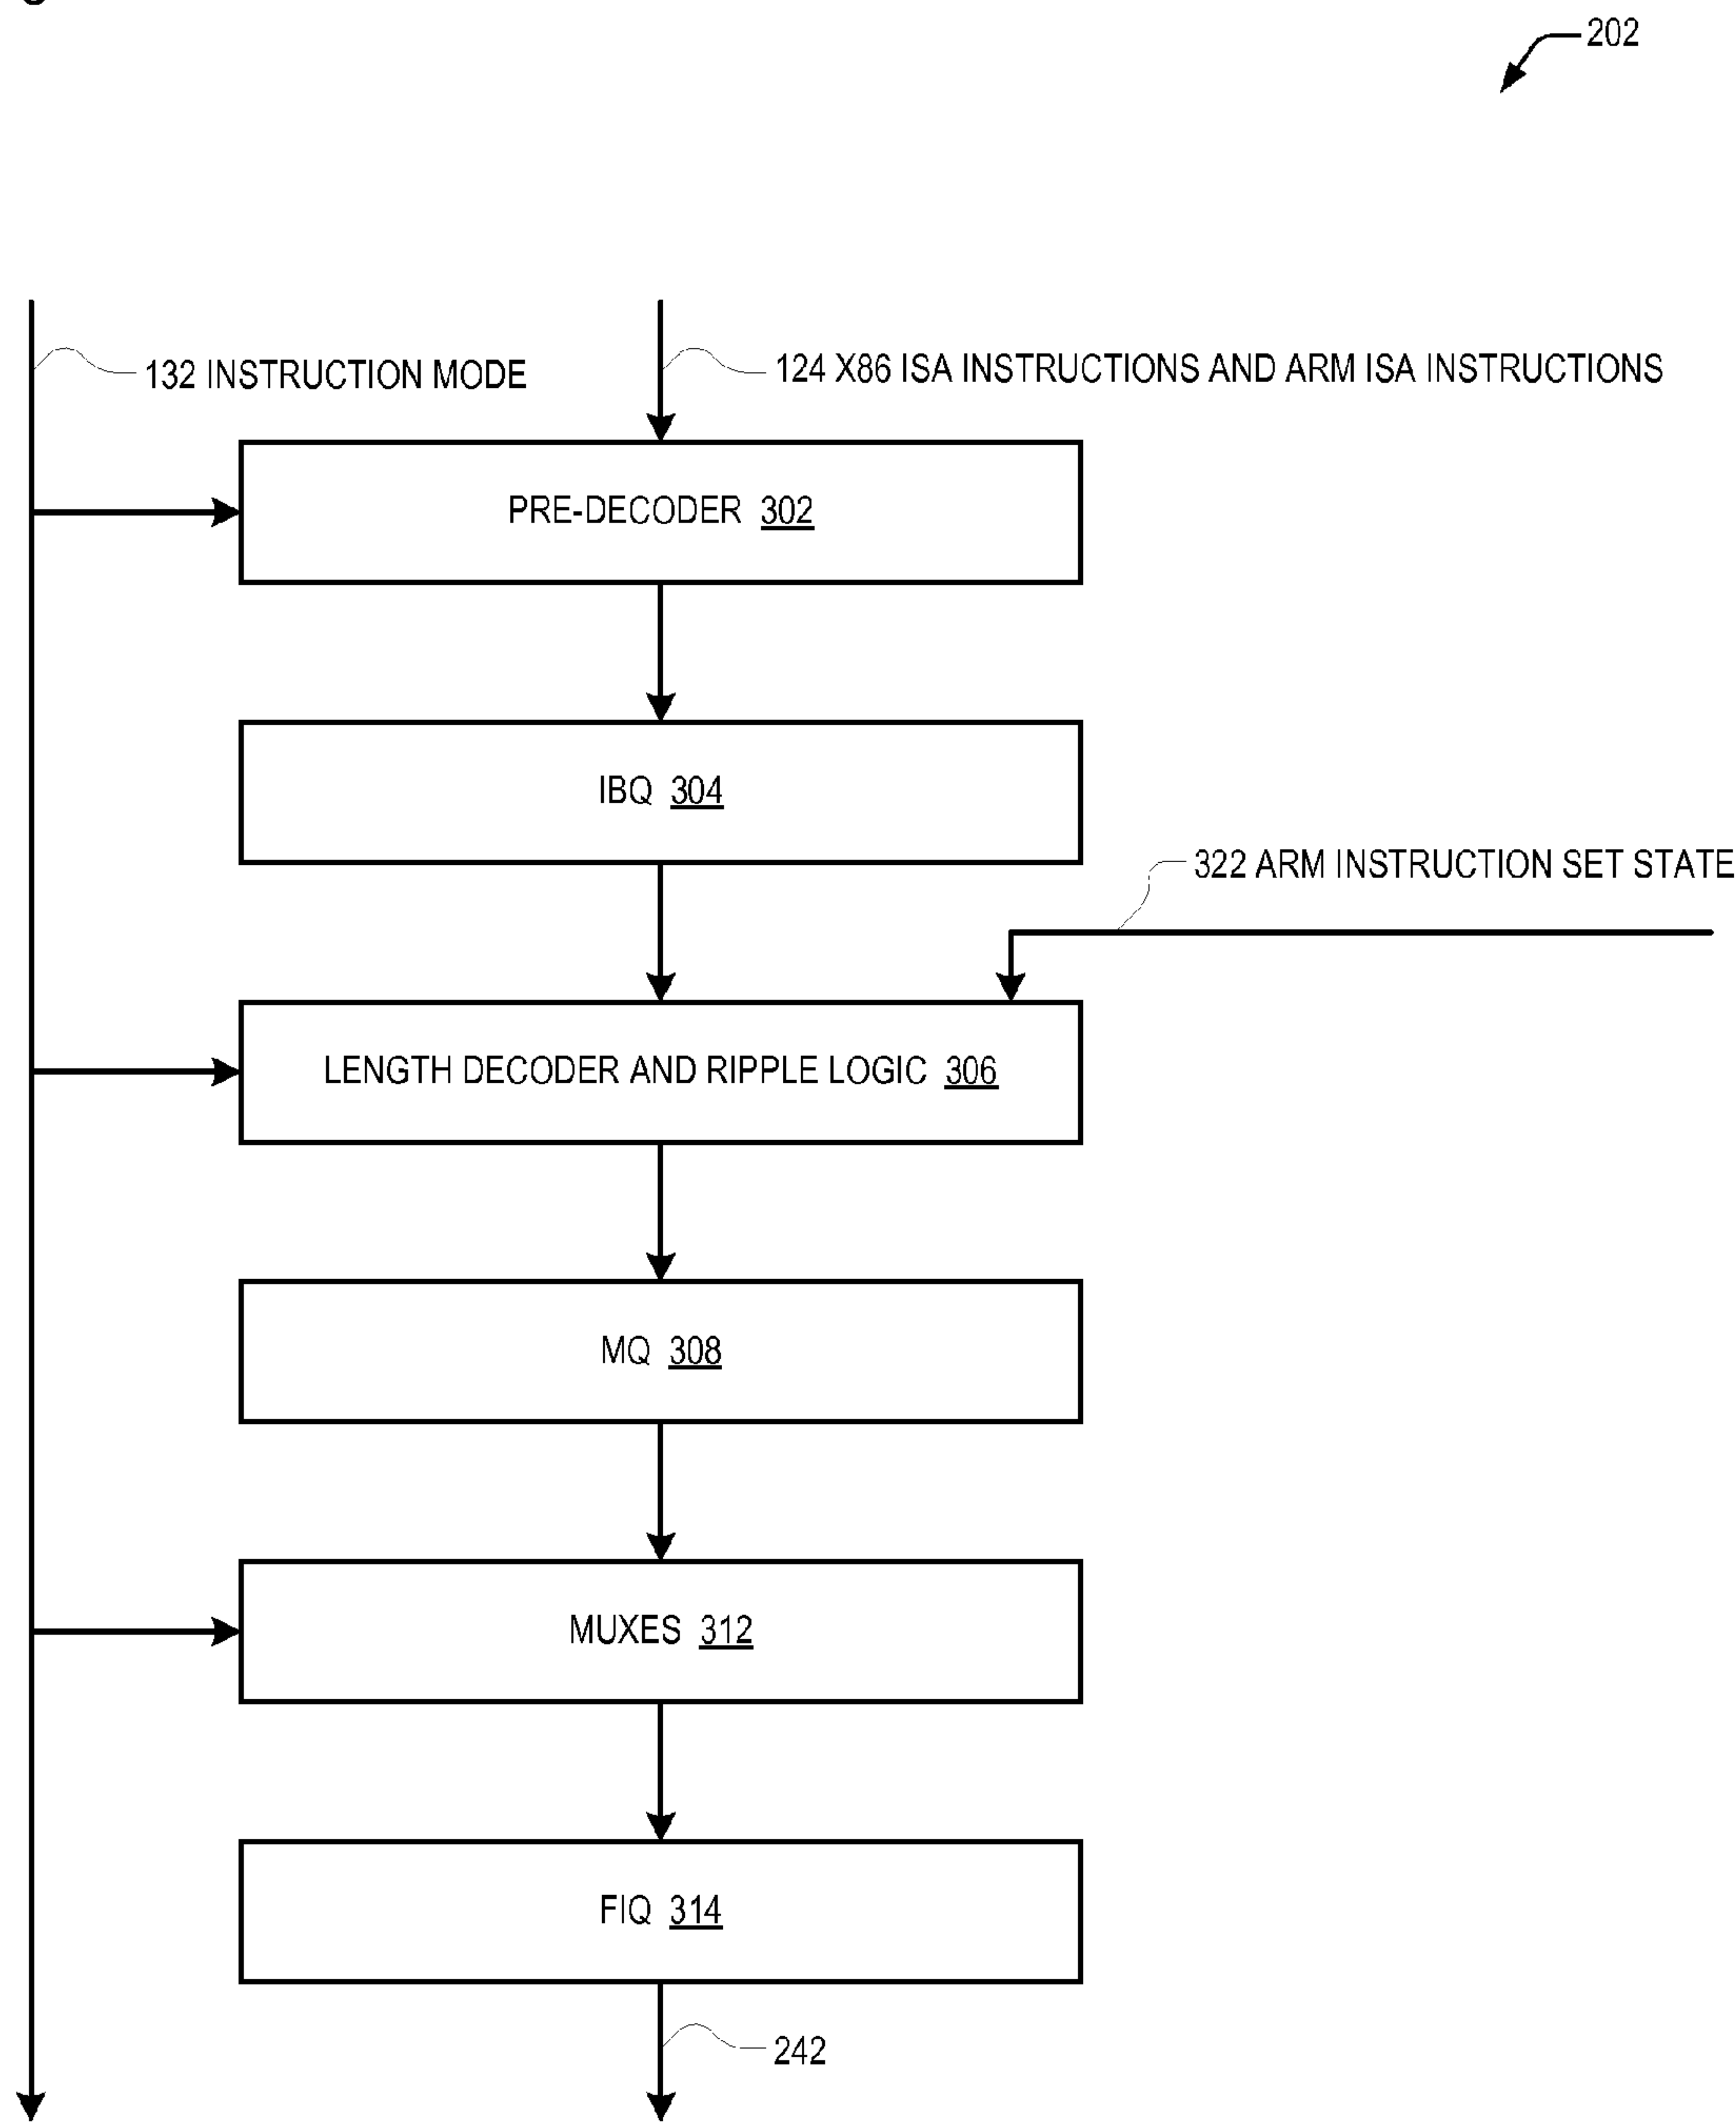 202
132 INSTRUCTION MODE
124 X86 ISA INSTRUCTIONS AND ARM ISA INSTRUCTIONS
PRE-DECODER 302
IBQ 304
322 ARM INSTRUCTION SET STATE
LENGTH DECODER AND RIPPLE LOGIC 306
MQ 308
MUXES 312
FIQ 314
242